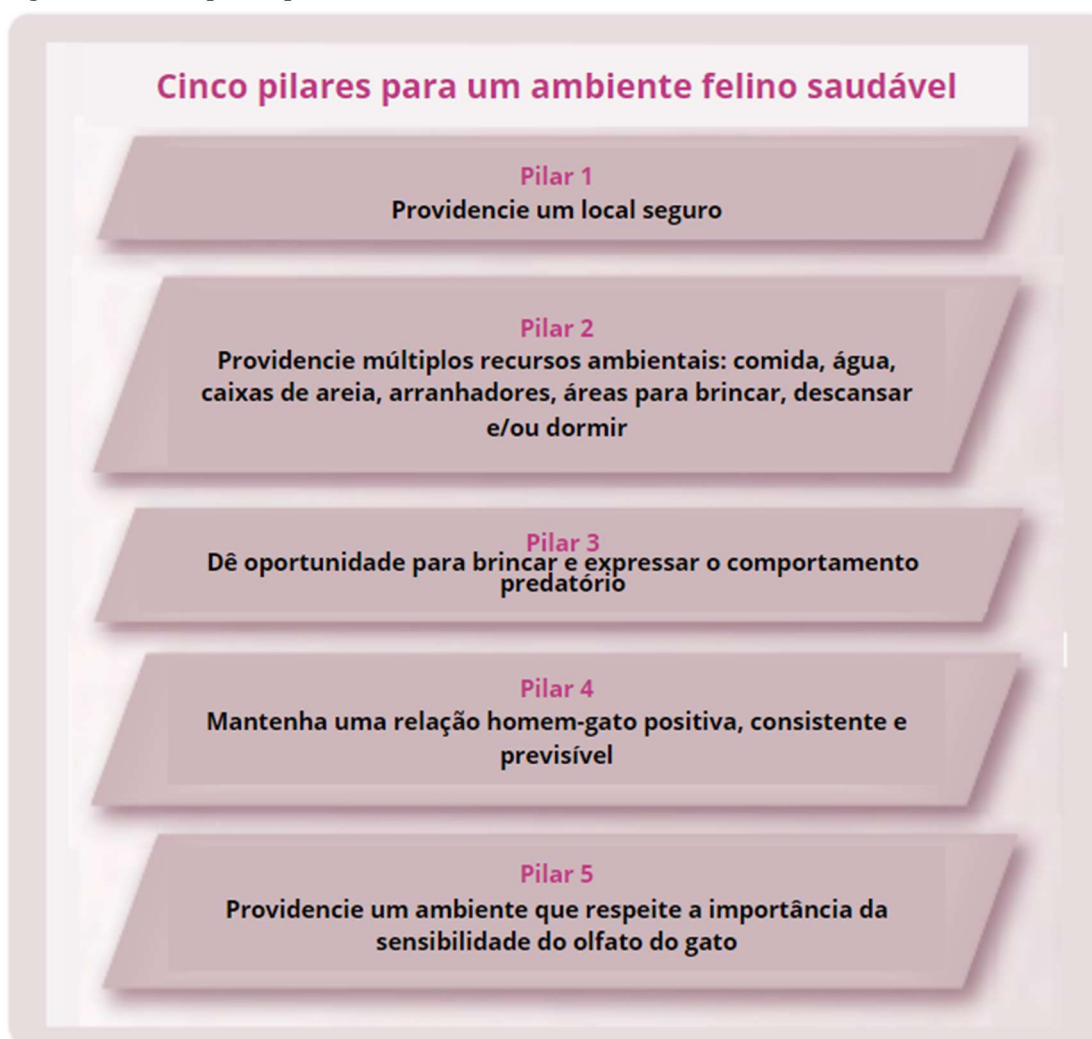 Cinco pilares para um ambiente felino saudável
Pilar 1
Providencie um local seguro
Pilar 2
Providencie múltiplos recursos ambientais: comida, água,
caixas de areia, arranhadores, áreas para brincar, descansar
e/ou dormir
Pilar 3
Dê oportunidade para brincar e expressar o comportamento
predatório
Pilar 4
Mantenha uma relação homem-gato positiva, consistente e
previsível
Pilar 5
Providencie um ambiente que respeite a importância da
sensibilidade do olfato do gato